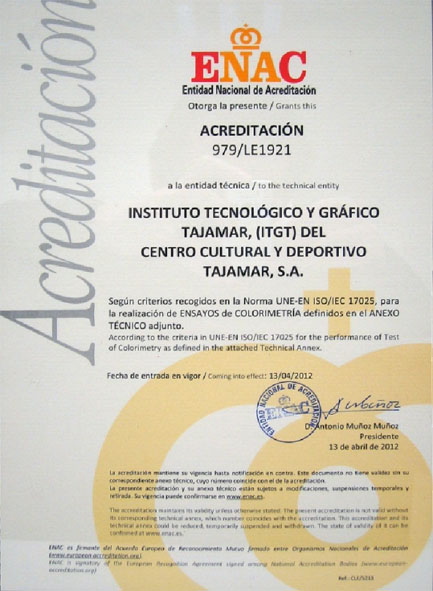 Acreditación
ENAC
Entidad Nacional de Acreditación
Otorga la presente / Grants this
ACREDITACIÓN
979/LE1921
a la entidad técnica / to the technical entity
INSTITUTO TECNOLÓGICO Y GRÁFICO
TAJAMAR, (ITGT) DEL
CENTRO CULTURAL Y DEPORTIVO
TAJAMAR, S.A.
Según criterios recogidos en la Norma UNE-EN ISO/IEC 17025, para
la realización de ENSAYOS de COLORIMETRÍA definidos en el ANEXO
TÉCNICO adjunto.
According to the criteria in UNE-EN ISO/IEC 17025 for the performance of Test
of Colorimetry as defined in the attached Technical Annex.
Fecha de entrada en vigor / Coming into effect: 13/04/2012
ENTIDAD NACIONAL DE ACREDITACIÓN
ENAC
D. Antonio Muñoz Muñoz
Presidente
13 de abril de 2012
La acreditación mantiene su vigencia hasta notificación en contra. Este documento no tiene validez sin su
correspondiente anexo técnico, cuyo número coincide con el de la acreditación.
La presente acreditación y su anexo técnico están sujetos a modificaciones, suspensiones temporales y
retirada. Su vigencia puede confirmarse en www.enac.es.
The accreditation maintains its validity unless otherwise stated. The present accreditation is not valid without
its corresponding technical annex, which number coincides with the accreditation. This accreditation and its
technical annex could be reduced, temporarily suspended and withdrawn. The state of validity of it can be
confirmed at www.enac.es.
ENAC es firmante del Acuerdo Europeo de Reconocimiento Mutuo firmado entre Organismos Nacionales de Acreditación
(www.european-accreditation.org)
ENAC is signatory of the European Recognition Agreement signed among National Accreditation Bodies (www.european-
accreditation.org)
Ref.: